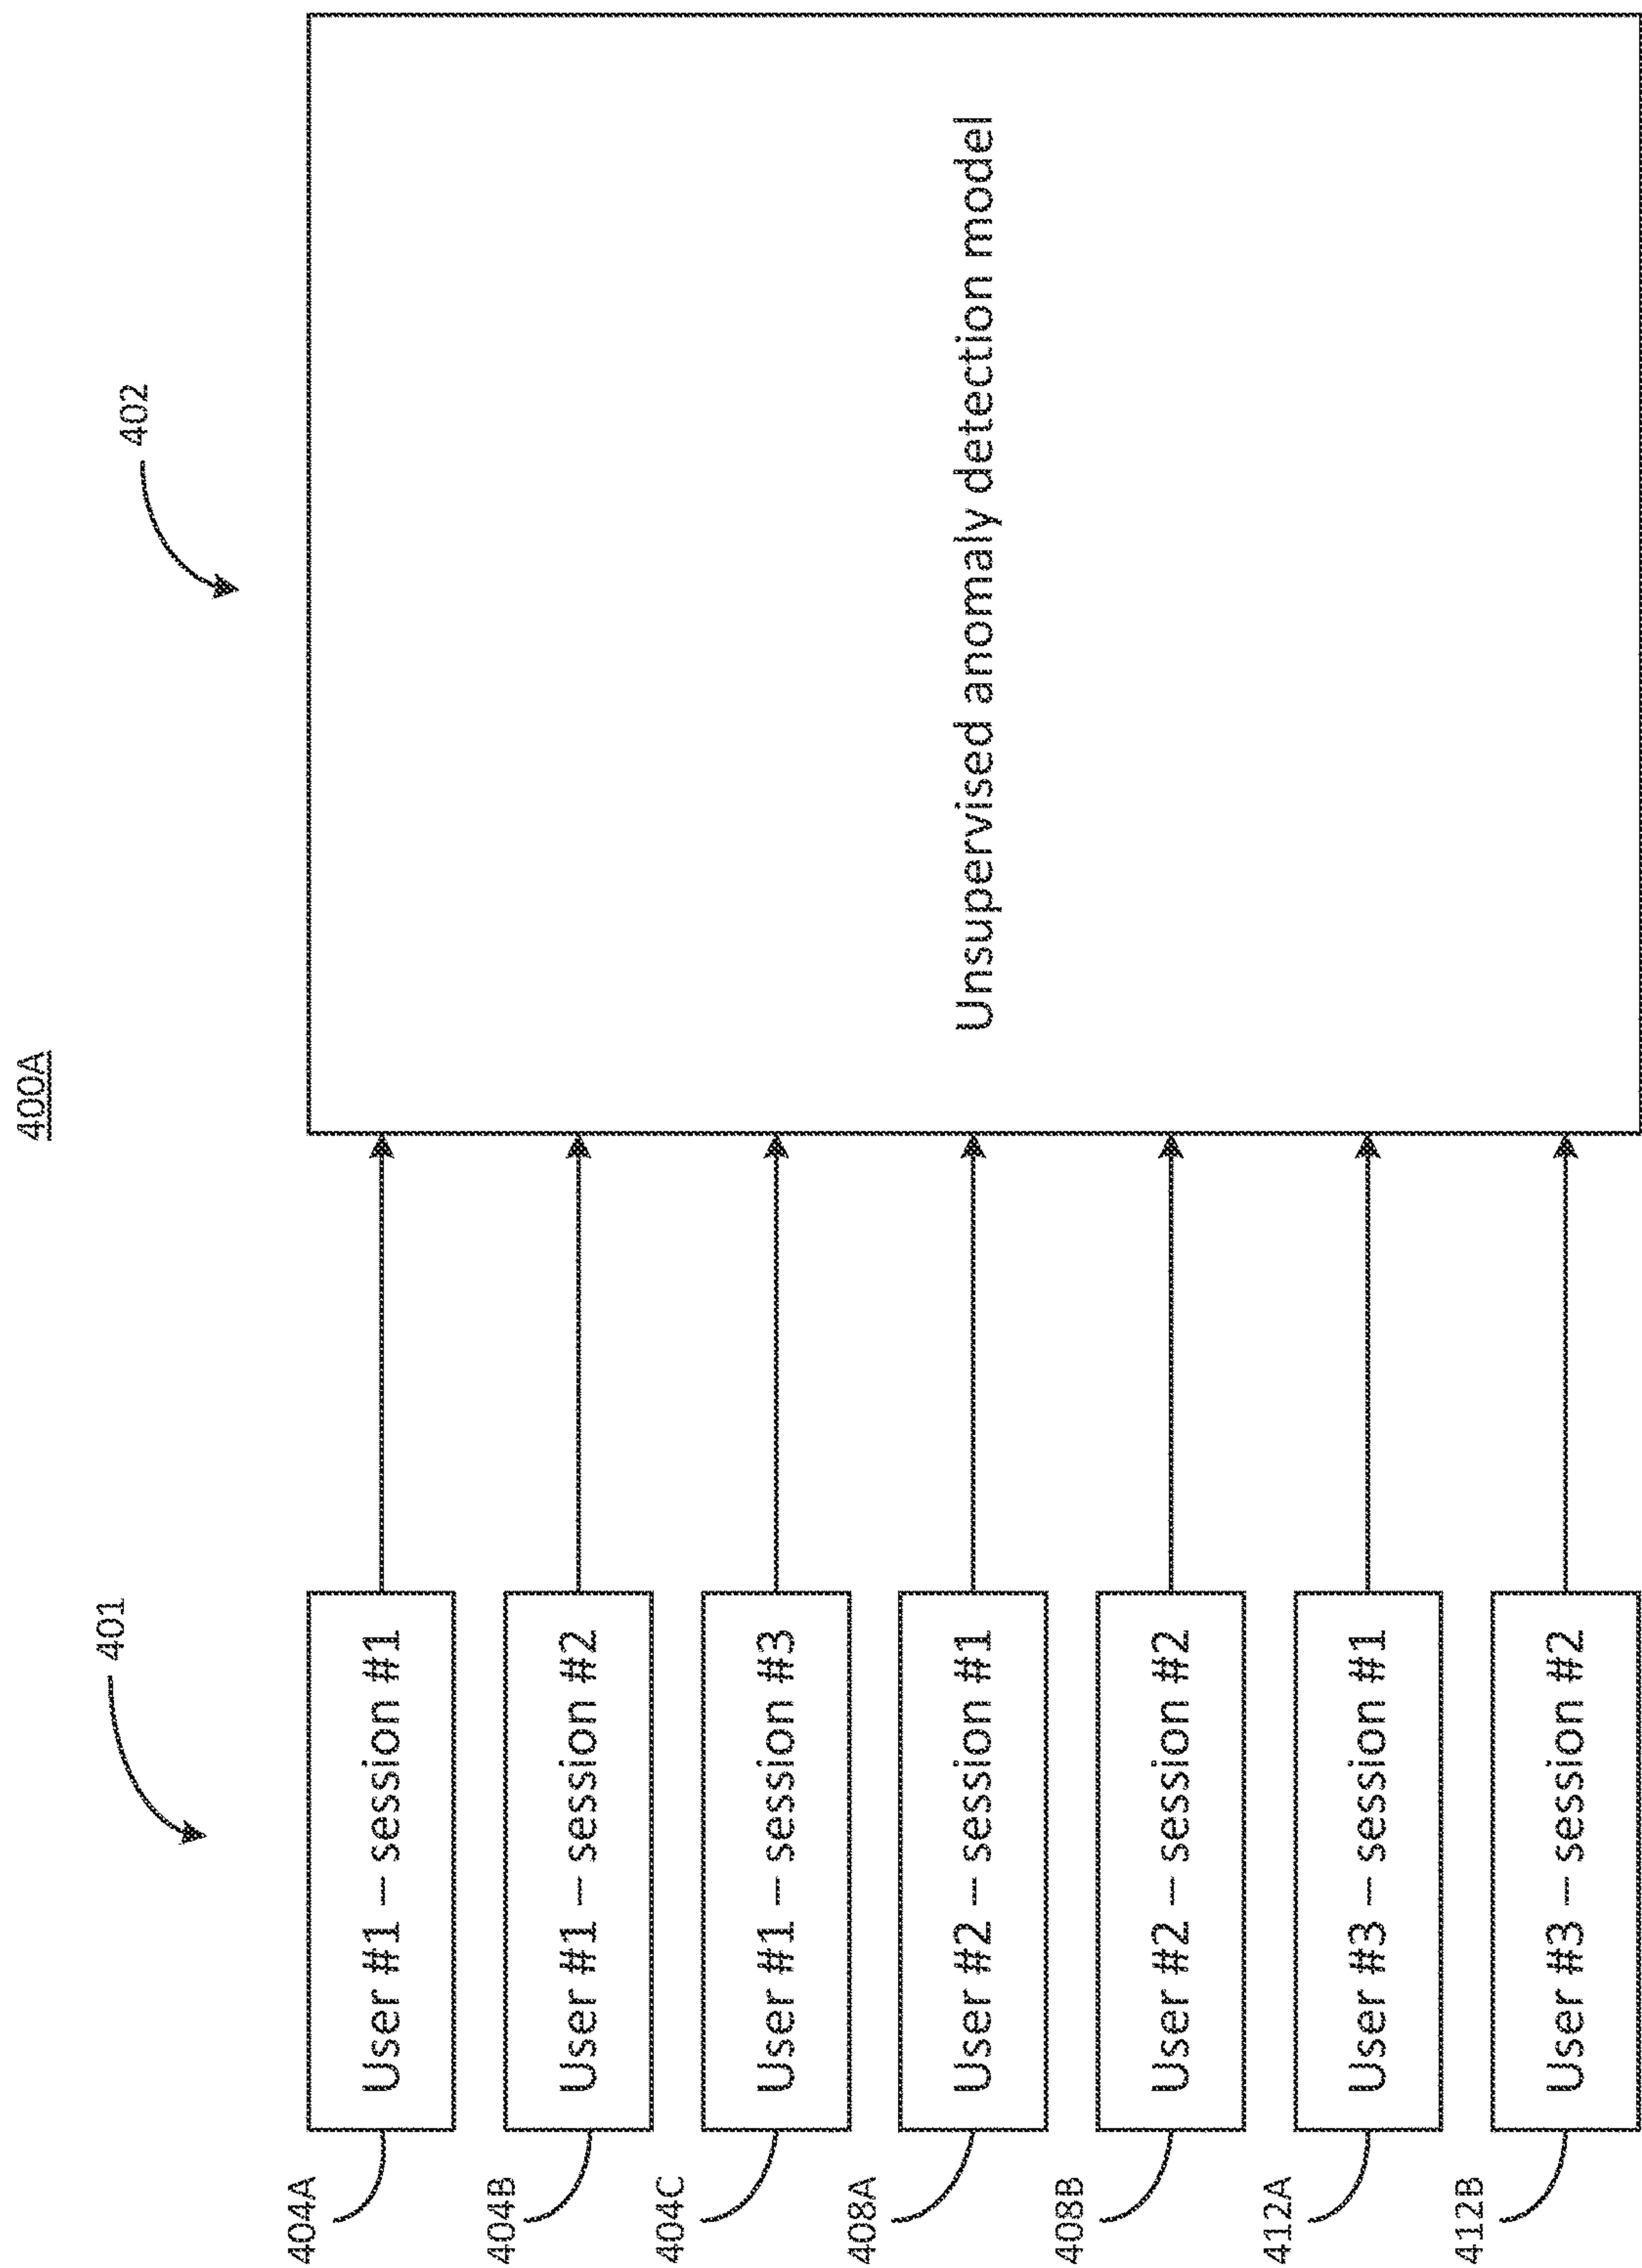 400A
401
402
404A
User #1 – session #1
404B
User #1 – session #2
404C
User #1 – session #3
408A
User #2 – session #1
Unsupervised anomaly detection model
408B
User #2 – session #2
412A
User #3 – session #1
412B
User #3 – session #2